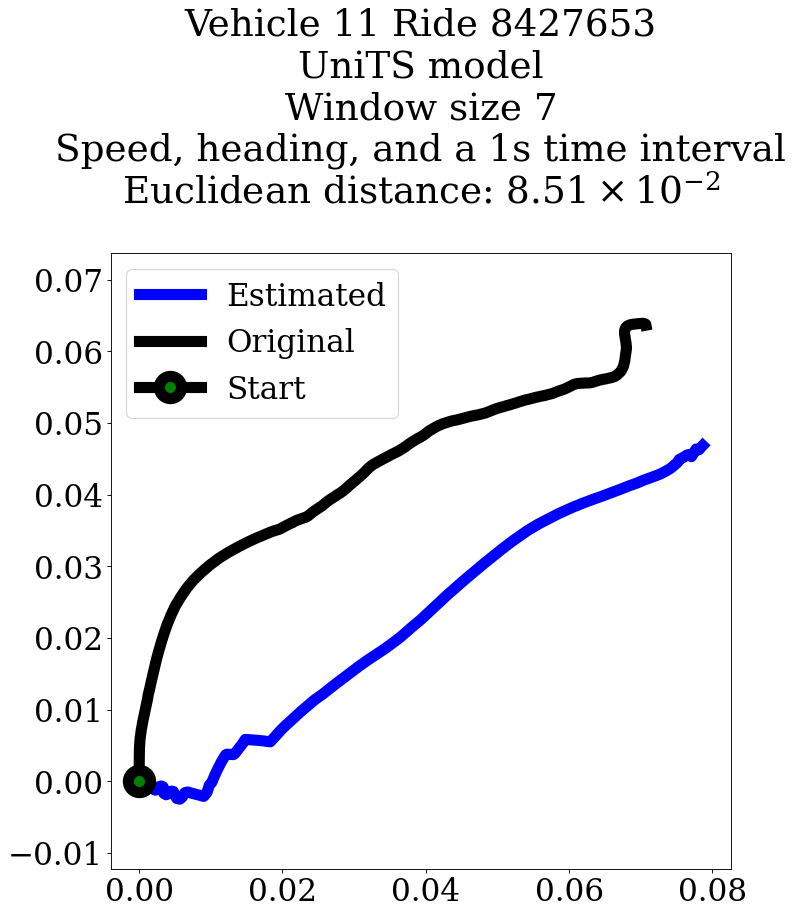 Vehicle 11 Ride 8427653
UniTS model
Window size 7
Speed, heading, and a 1s time interval
Euclidean distance: 8.51 × 10⁻²
Estimated
Original
Start
0.07
0.06
0.05
0.04
0.03
0.02
0.01
0.00
−0.01
0.00 0.02 0.04 0.06 0.08